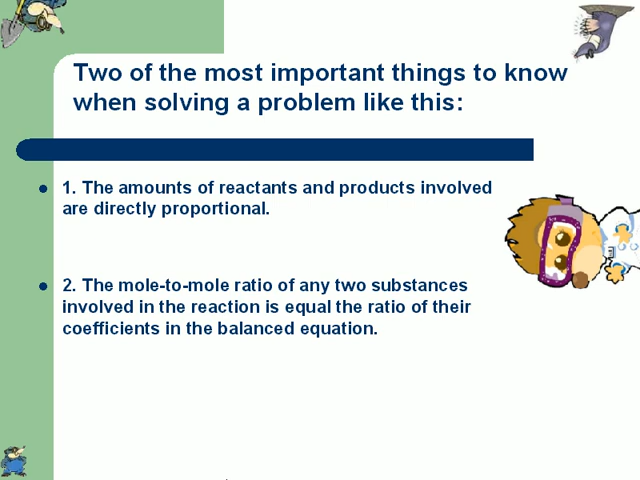 Two of the most important things to know
when solving a problem like this:
1. The amounts of reactants and products involved
are directly proportional.
2. The mole-to-mole ratio of any two substances
involved in the reaction is equal the ratio of their
coefficients in the balanced equation.